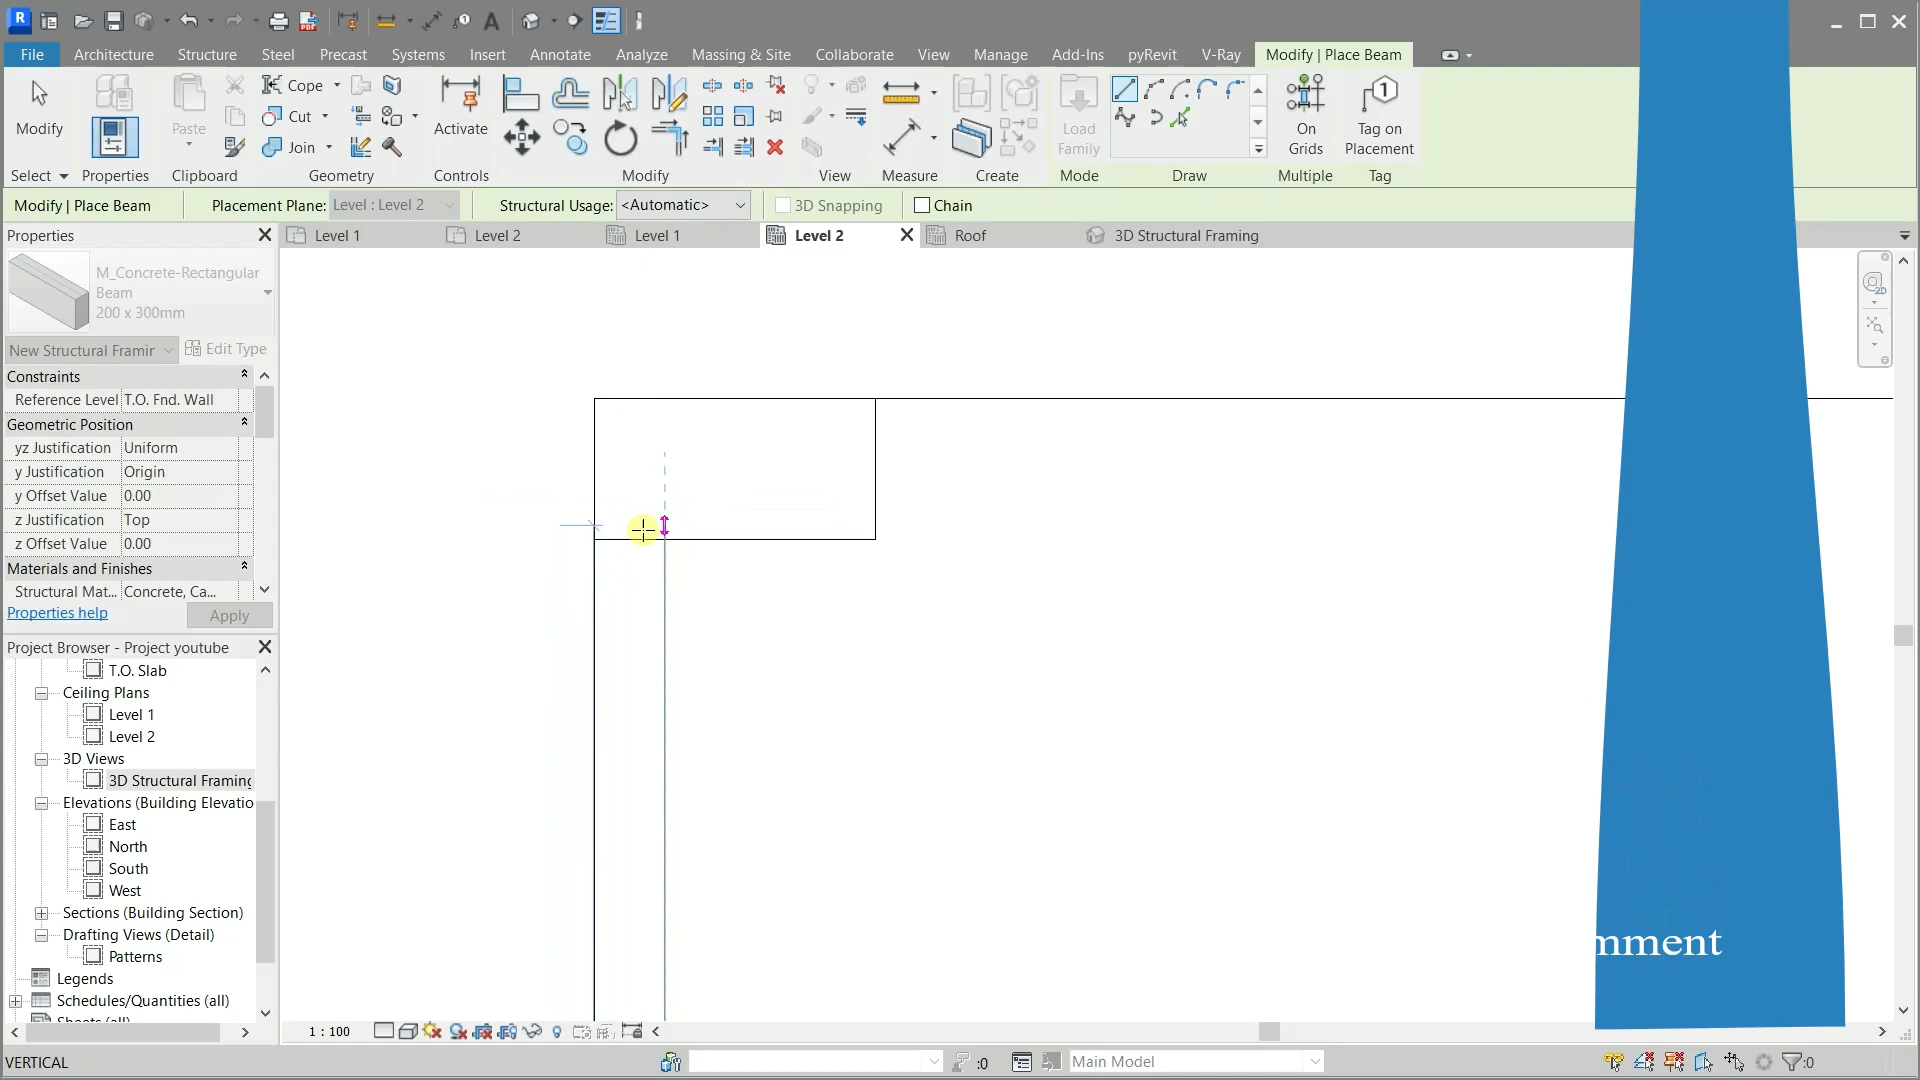 File Architecture Structure Steel Precast Systems Insert Annotate Analyze Massing & Site Collaborate View Manage Add-Ins pyRevit V-Ray Modify | Place Beam
Modify Paste Cope Cut Join Activate Load Family On Grids Tag on Placement
Select Properties Clipboard Geometry Controls Modify View Measure Create Mode Draw Multiple Tag
Modify | Place Beam Placement Plane: Level : Level 2 Structural Usage: <Automatic> 3D Snapping Chain
Properties
Level 1 Level 2 Level 1 Level 2 Roof 3D Structural Framing
M_Concrete-Rectangular
Beam
200 x 300mm
New Structural Framir Edit Type
Constraints
Reference Level T.O. Fnd. Wall
Geometric Position
yz Justification Uniform
y Justification Origin
y Offset Value 0.00
z Justification Top
z Offset Value 0.00
Materials and Finishes
Structural Mat... Concrete, Ca...
Properties help Apply
Project Browser - Project youtube
T.O. Slab
Ceiling Plans
Level 1
Level 2
3D Views
3D Structural Framing
Elevations (Building Elevatio
East
North
South
West
Sections (Building Section)
Drafting Views (Detail)
Patterns
Legends
Schedules/Quantities (all)
Sheets (all)
mment
1 : 100
VERTICAL :0 Main Model :0